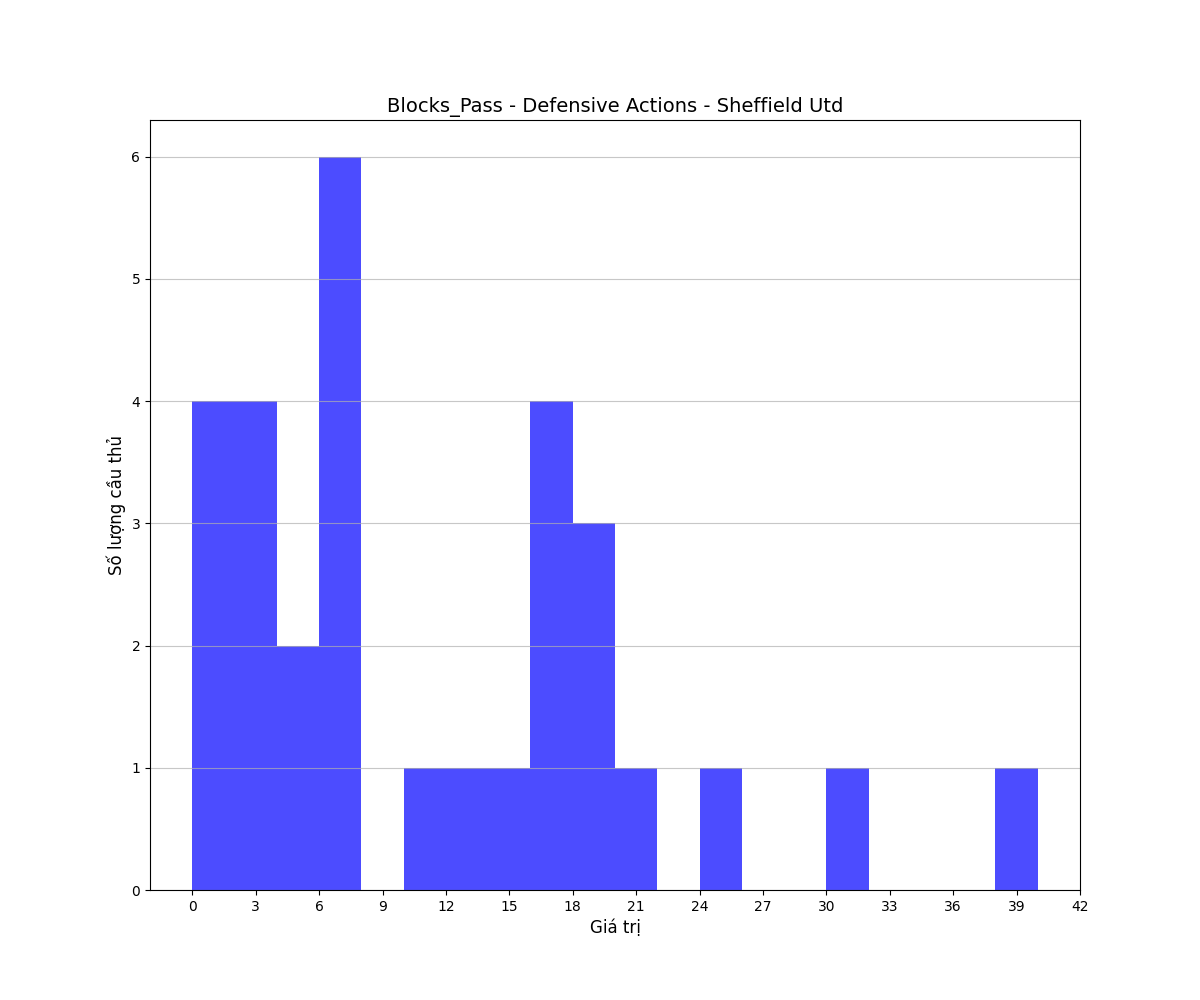 Blocks_Pass - Defensive Actions - Sheffield Utd
6
5
4
3
2
1
0
Số lượng cầu thủ
0 3 6 9 12 15 18 21 24 27 30 33 36 39 42
Giá trị